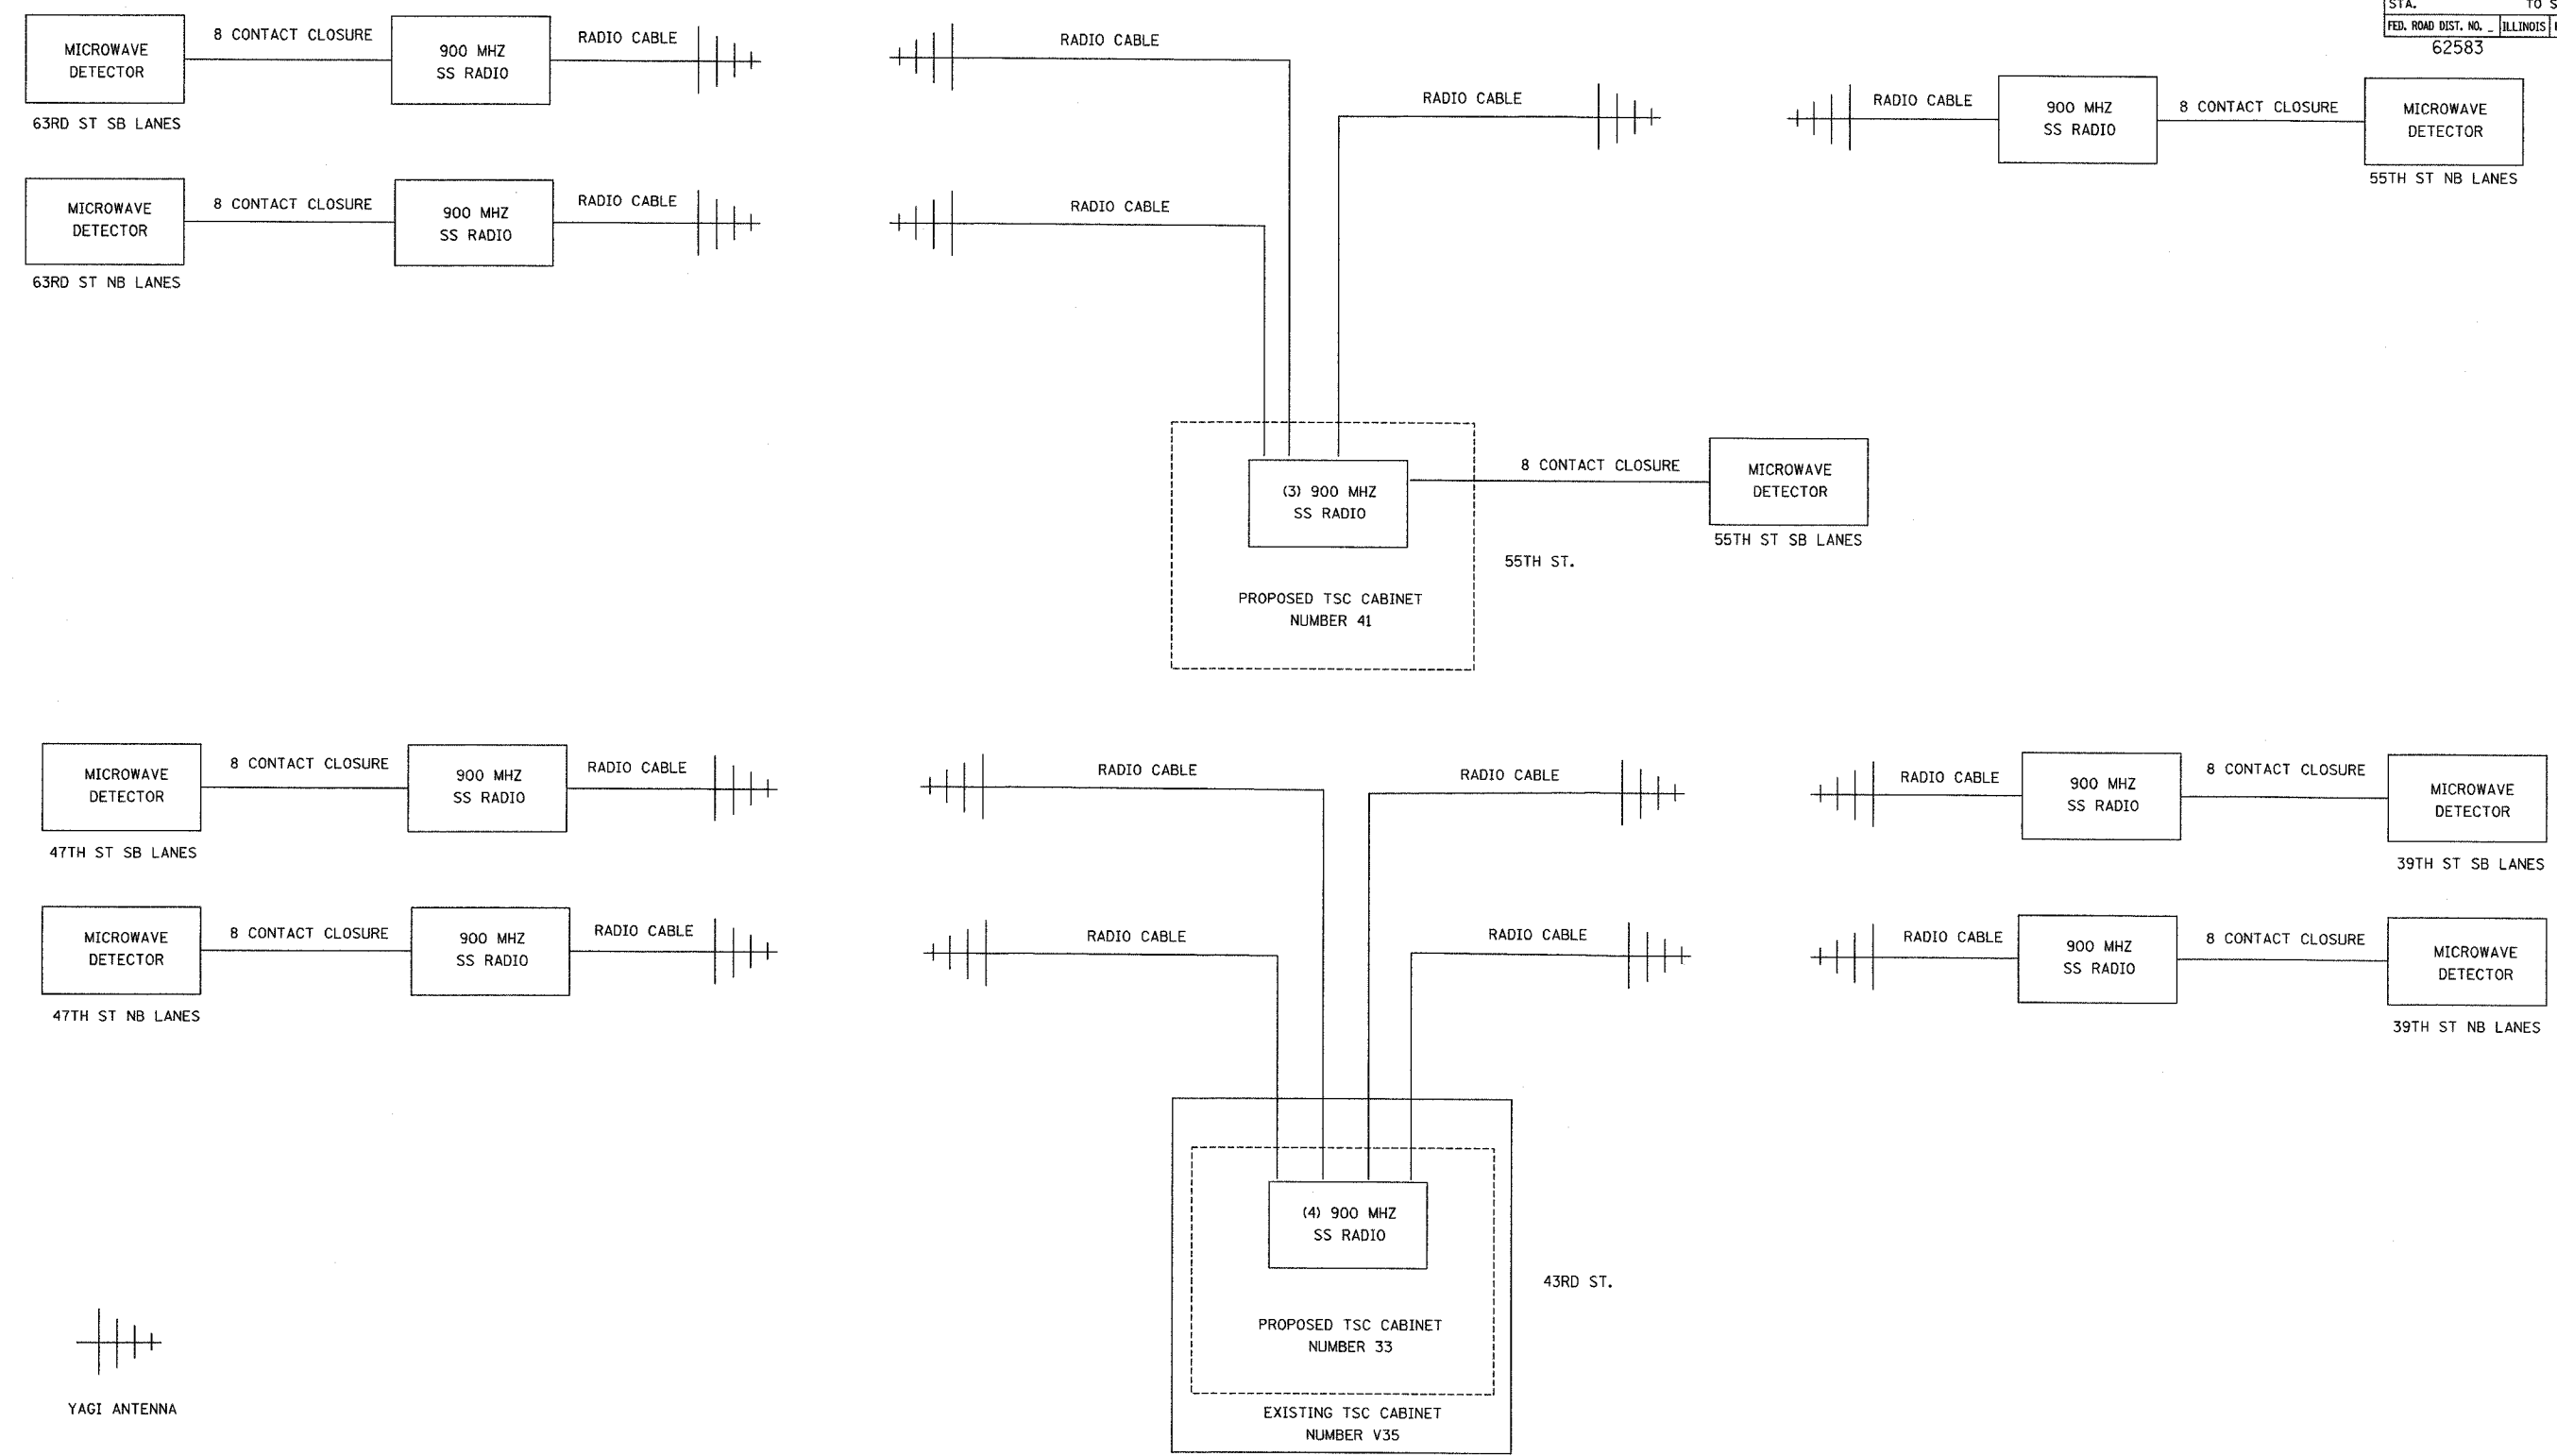 STA.
FED. ROAD DIST. NO. _ ILLINOIS
62583
MICROWAVE
DETECTOR
8 CONTACT CLOSURE
900 MHZ
SS RADIO
RADIO CABLE
63RD ST SB LANES
RADIO CABLE
RADIO CABLE
RADIO CABLE
900 MHZ
SS RADIO
8 CONTACT CLOSURE
MICROWAVE
DETECTOR
55TH ST NB LANES
MICROWAVE
DETECTOR
8 CONTACT CLOSURE
900 MHZ
SS RADIO
RADIO CABLE
63RD ST NB LANES
RADIO CABLE
(3) 900 MHZ
SS RADIO
8 CONTACT CLOSURE
MICROWAVE
DETECTOR
55TH ST SB LANES
55TH ST.
PROPOSED TSC CABINET
NUMBER 41
MICROWAVE
DETECTOR
8 CONTACT CLOSURE
900 MHZ
SS RADIO
RADIO CABLE
47TH ST SB LANES
RADIO CABLE
RADIO CABLE
RADIO CABLE
900 MHZ
SS RADIO
8 CONTACT CLOSURE
MICROWAVE
DETECTOR
39TH ST SB LANES
MICROWAVE
DETECTOR
8 CONTACT CLOSURE
900 MHZ
SS RADIO
RADIO CABLE
47TH ST NB LANES
RADIO CABLE
RADIO CABLE
RADIO CABLE
900 MHZ
SS RADIO
8 CONTACT CLOSURE
MICROWAVE
DETECTOR
39TH ST NB LANES
(4) 900 MHZ
SS RADIO
43RD ST.
PROPOSED TSC CABINET
NUMBER 33
EXISTING TSC CABINET
NUMBER V35
YAGI ANTENNA